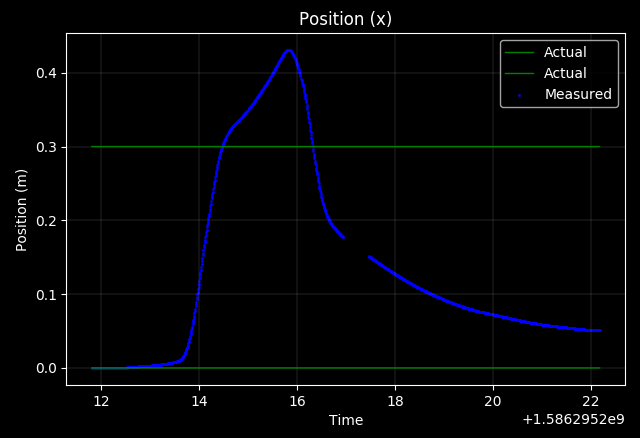 Position (x)
Actual
Actual
Measured
Position (m)
0.4
0.3
0.2
0.1
0.0
12 14 16 18 20 22
Time
+1.5862952e9